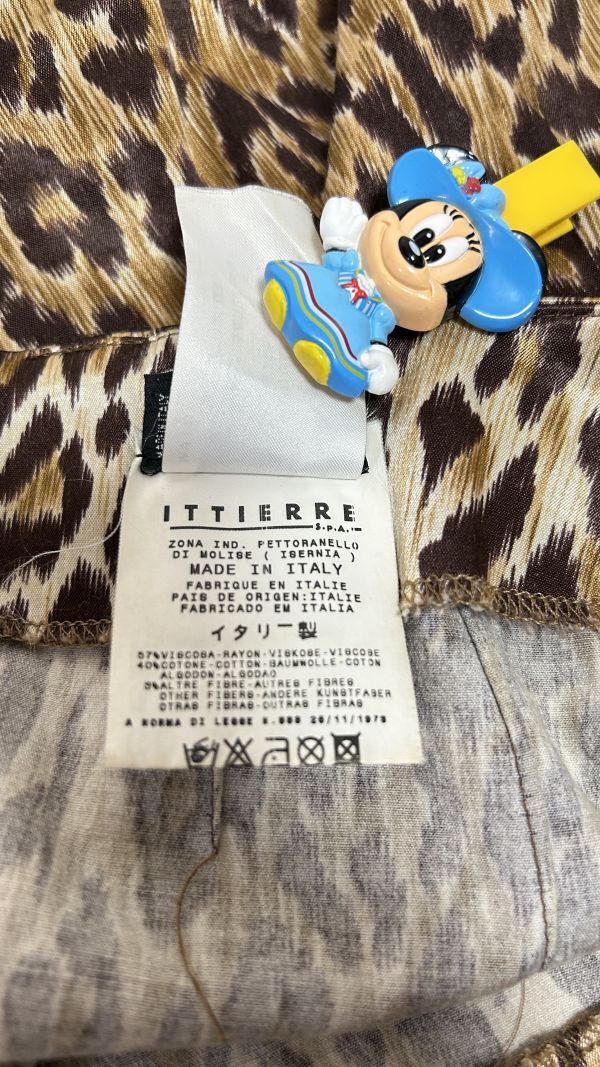 MADE IN ITALY
ITTIERRE
S.P.A.
ZONA IND. PETTORANELLO
DI MOLISE ( ISERNIA )
MADE IN ITALY
FABRIQUE EN ITALIE
PAIS DE ORIGEN:ITALIE
FABRICADO EM ITALIA
イタリー製
57%VISCOSA-RAYON-VISKOSE-VISCOSE
40%COTONE-COTTON-BAUMWOLLE-COTON
ALGODON-ALGODAO
3%ALTRE FIBRE-AUTRES FIBRES
OTHER FIBERS-ANDERE KUNSTFASER
OTRAS FIBRAS-OUTRAS FIBRAS
A NORMA DI LEGGE N.883 26/11/1973